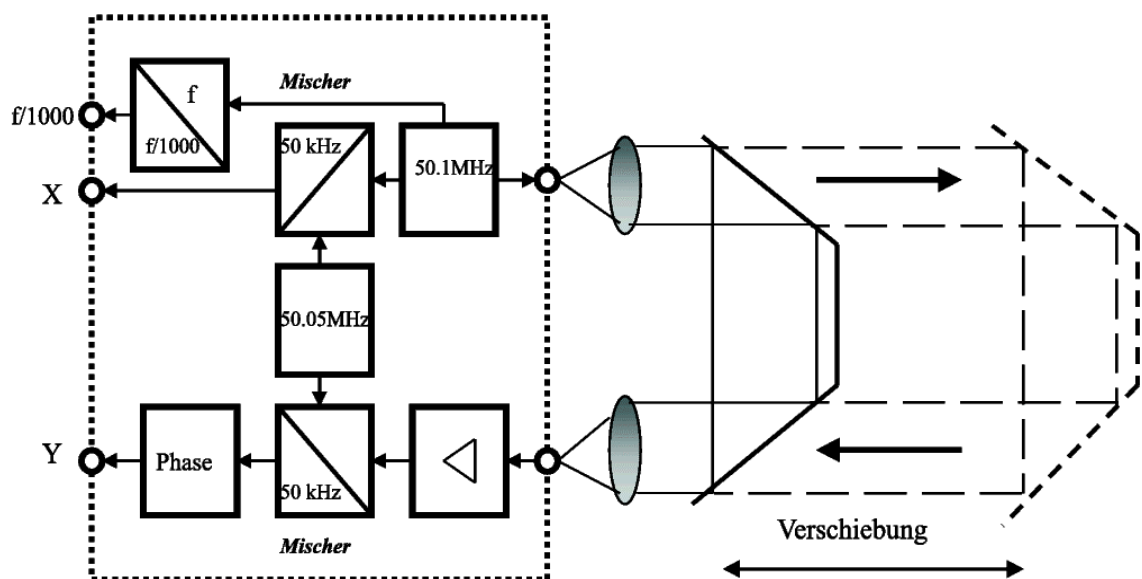 Mischer
f
f/1000
f/1000
50 kHz
50.1MHz
X
50.05MHz
Y
Phase
50 kHz
Mischer
Verschiebung